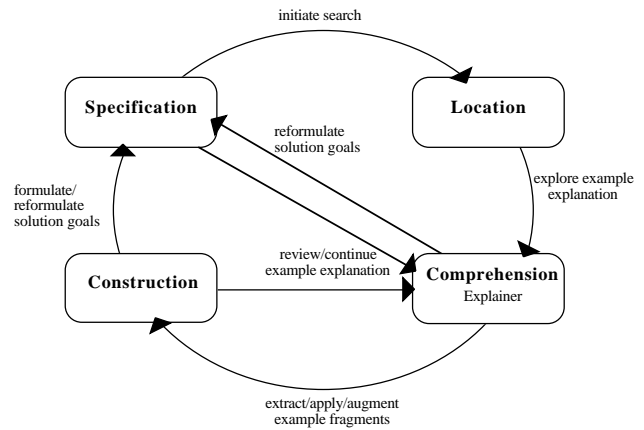 initiate search
Specification
Location
reformulate
solution goals
explore example
explanation
formulate/
reformulate
solution goals
review/continue
example explanation
Construction
Comprehension
Explainer
extract/apply/augment
example fragments